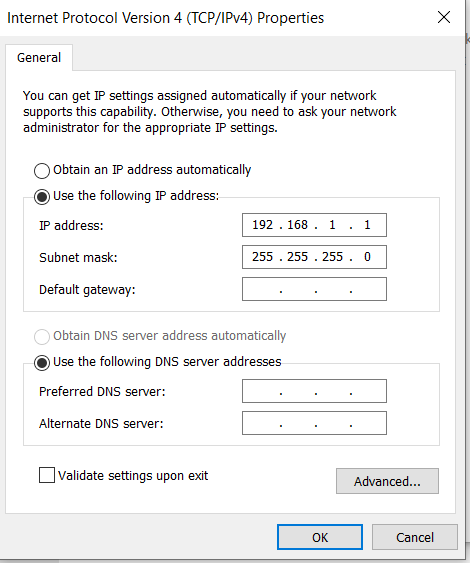 Internet Protocol Version 4 (TCP/IPv4) Properties
General
You can get IP settings assigned automatically if your network
supports this capability. Otherwise, you need to ask your network
administrator for the appropriate IP settings.
Obtain an IP address automatically
Use the following IP address:
IP address: 192 . 168 . 1 . 1
Subnet mask: 255 . 255 . 255 . 0
Default gateway: . . .
Obtain DNS server address automatically
Use the following DNS server addresses
Preferred DNS server: . . .
Alternate DNS server: . . .
Validate settings upon exit
Advanced...
OK Cancel